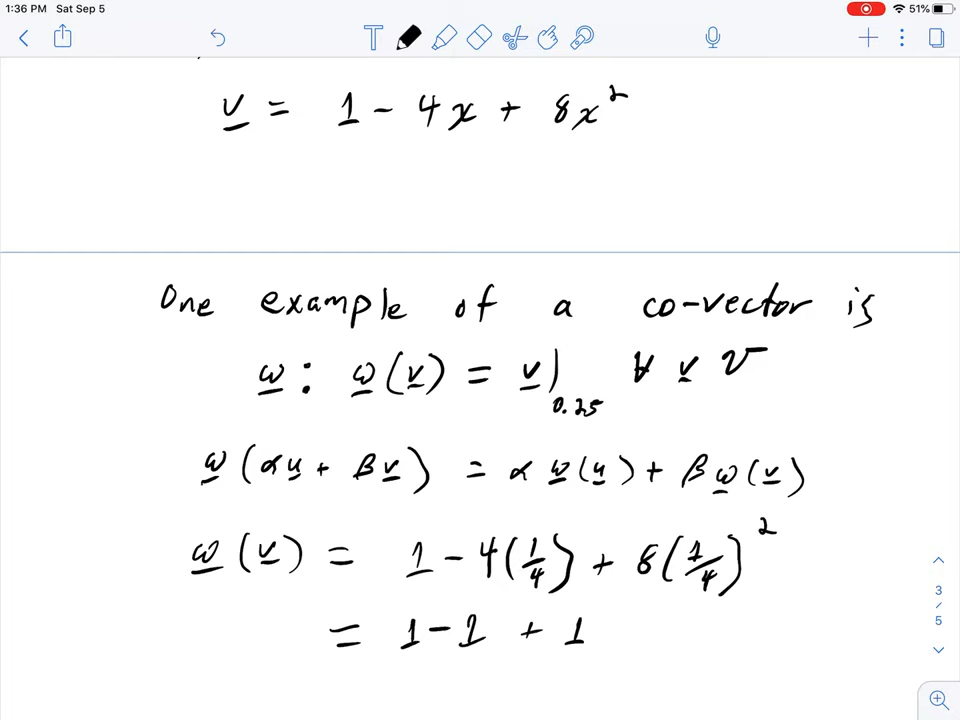 1:36 PM Sat Sep 5 51%
v = 1 - 4x + 8x²
One example of a co-vector is
ω : ω(v) = v|₀.₂₅ ∀ v V
ω(αu + βv) = α ω(u) + β ω(v)
ω(v) = 1 - 4(1/4) + 8(1/4)²
= 1 - 1 + 1
3
/
5